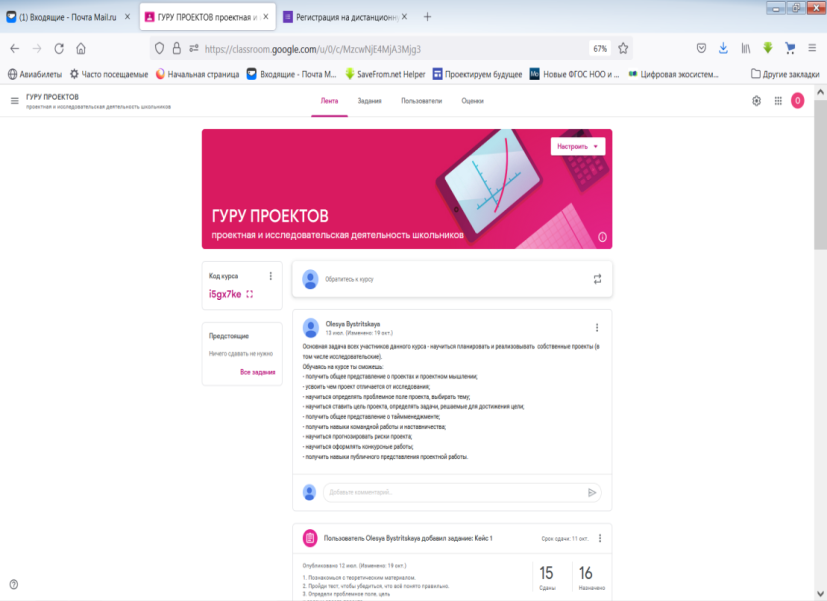 (1) Входящие - Почта Mail.ru
ГУРУ ПРОЕКТОВ проектная и
Регистрация на дистанцион
https://classroom.google.com/u/0/c/MzcwNjE4MjA3Mjg3
67%
Авиабилеты
Часто посещаемые
Начальная страница
Входящие - Почта М...
SaveFrom.net Helper
Проектируем будущее
Новые ФГОС НОО и ...
Цифровая экосистем...
Другие закладки
ГУРУ ПРОЕКТОВ
проектная и исследовательская деятельность школьников
Лента
Задания
Пользователи
Оценки
O
Настроить
ГУРУ ПРОЕКТОВ
проектная и исследовательская деятельность школьников
Код курса
i5gx7ke
Предстоящие
Ничего сдавать не нужно
Все задания
Обратитесь к курсу
Olesya Bystritskaya
13 июл. (Изменено: 19 окт.)
Основная задача всех участников данного курса - научиться планировать и реализовывать собственные проекты (в
том числе исследовательские).
Обучаясь на курсе ты сможешь:
- получить общее представление о проектах и проектном мышлении;
- усвоить чем проект отличается от исследования;
- научиться определять проблемное поле проекта, выбирать тему;
- научиться ставить цель проекта, определять задачи, решаемые для достижения цели;
- получить общее представление о таймменеджменте;
- получить навыки командной работы и наставничества;
- научиться прогнозировать риски проекта;
- научиться оформлять конкурсные работы;
- получить навыки публичного представления проектной работы.
Добавьте комментарий...
Пользователь Olesya Bystritskaya добавил задание: Кейс 1
Срок сдачи: 11 окт.
Опубликовано 12 июл. (Изменено: 19 окт.)
1. Познакомься с теоретическим материалом.
2. Пройди тест, чтобы убедиться, что всё понято правильно.
3. Определи проблемное поле, цель
15
Сданы
16
Назначено